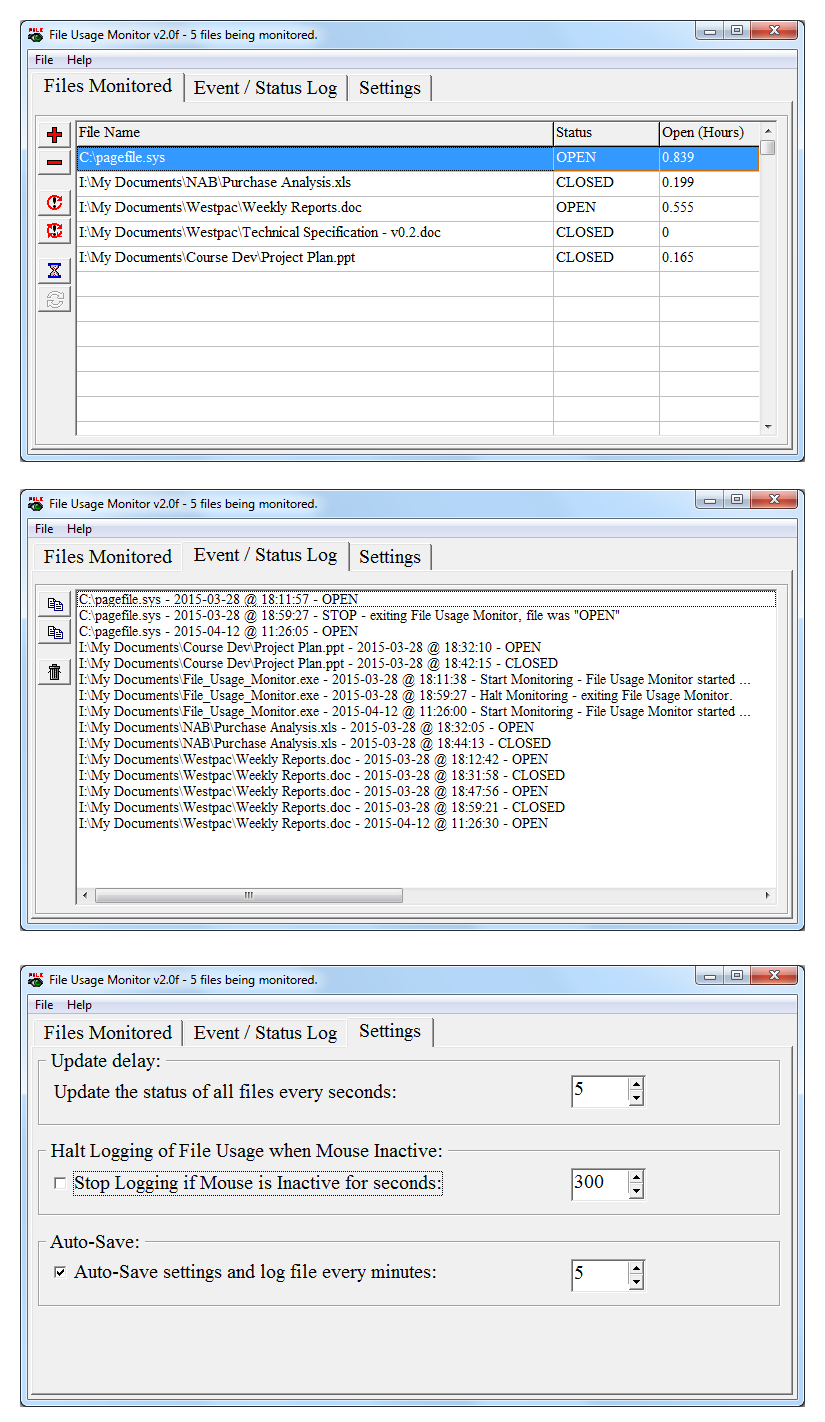 FILE File Usage Monitor v2.0f - 5 files being monitored.
File Help
Files Monitored Event / Status Log Settings
File Name Status Open (Hours)
C:\pagefile.sys OPEN 0.839
I:\My Documents\NAB\Purchase Analysis.xls CLOSED 0.199
I:\My Documents\Westpac\Weekly Reports.doc OPEN 0.555
I:\My Documents\Westpac\Technical Specification - v0.2.doc CLOSED 0
I:\My Documents\Course Dev\Project Plan.ppt CLOSED 0.165
FILE File Usage Monitor v2.0f - 5 files being monitored.
File Help
Files Monitored Event / Status Log Settings
C:\pagefile.sys - 2015-03-28 @ 18:11:57 - OPEN
C:\pagefile.sys - 2015-03-28 @ 18:59:27 - STOP - exiting File Usage Monitor, file was "OPEN"
C:\pagefile.sys - 2015-04-12 @ 11:26:05 - OPEN
I:\My Documents\Course Dev\Project Plan.ppt - 2015-03-28 @ 18:32:10 - OPEN
I:\My Documents\Course Dev\Project Plan.ppt - 2015-03-28 @ 18:42:15 - CLOSED
I:\My Documents\File_Usage_Monitor.exe - 2015-03-28 @ 18:11:38 - Start Monitoring - File Usage Monitor started ...
I:\My Documents\File_Usage_Monitor.exe - 2015-03-28 @ 18:59:27 - Halt Monitoring - exiting File Usage Monitor.
I:\My Documents\File_Usage_Monitor.exe - 2015-04-12 @ 11:26:00 - Start Monitoring - File Usage Monitor started ...
I:\My Documents\NAB\Purchase Analysis.xls - 2015-03-28 @ 18:32:05 - OPEN
I:\My Documents\NAB\Purchase Analysis.xls - 2015-03-28 @ 18:44:13 - CLOSED
I:\My Documents\Westpac\Weekly Reports.doc - 2015-03-28 @ 18:12:42 - OPEN
I:\My Documents\Westpac\Weekly Reports.doc - 2015-03-28 @ 18:31:58 - CLOSED
I:\My Documents\Westpac\Weekly Reports.doc - 2015-03-28 @ 18:47:56 - OPEN
I:\My Documents\Westpac\Weekly Reports.doc - 2015-03-28 @ 18:59:21 - CLOSED
I:\My Documents\Westpac\Weekly Reports.doc - 2015-04-12 @ 11:26:30 - OPEN
FILE File Usage Monitor v2.0f - 5 files being monitored.
File Help
Files Monitored Event / Status Log Settings
Update delay:
Update the status of all files every seconds: 5
Halt Logging of File Usage when Mouse Inactive:
Stop Logging if Mouse is Inactive for seconds: 300
Auto-Save:
Auto-Save settings and log file every minutes: 5